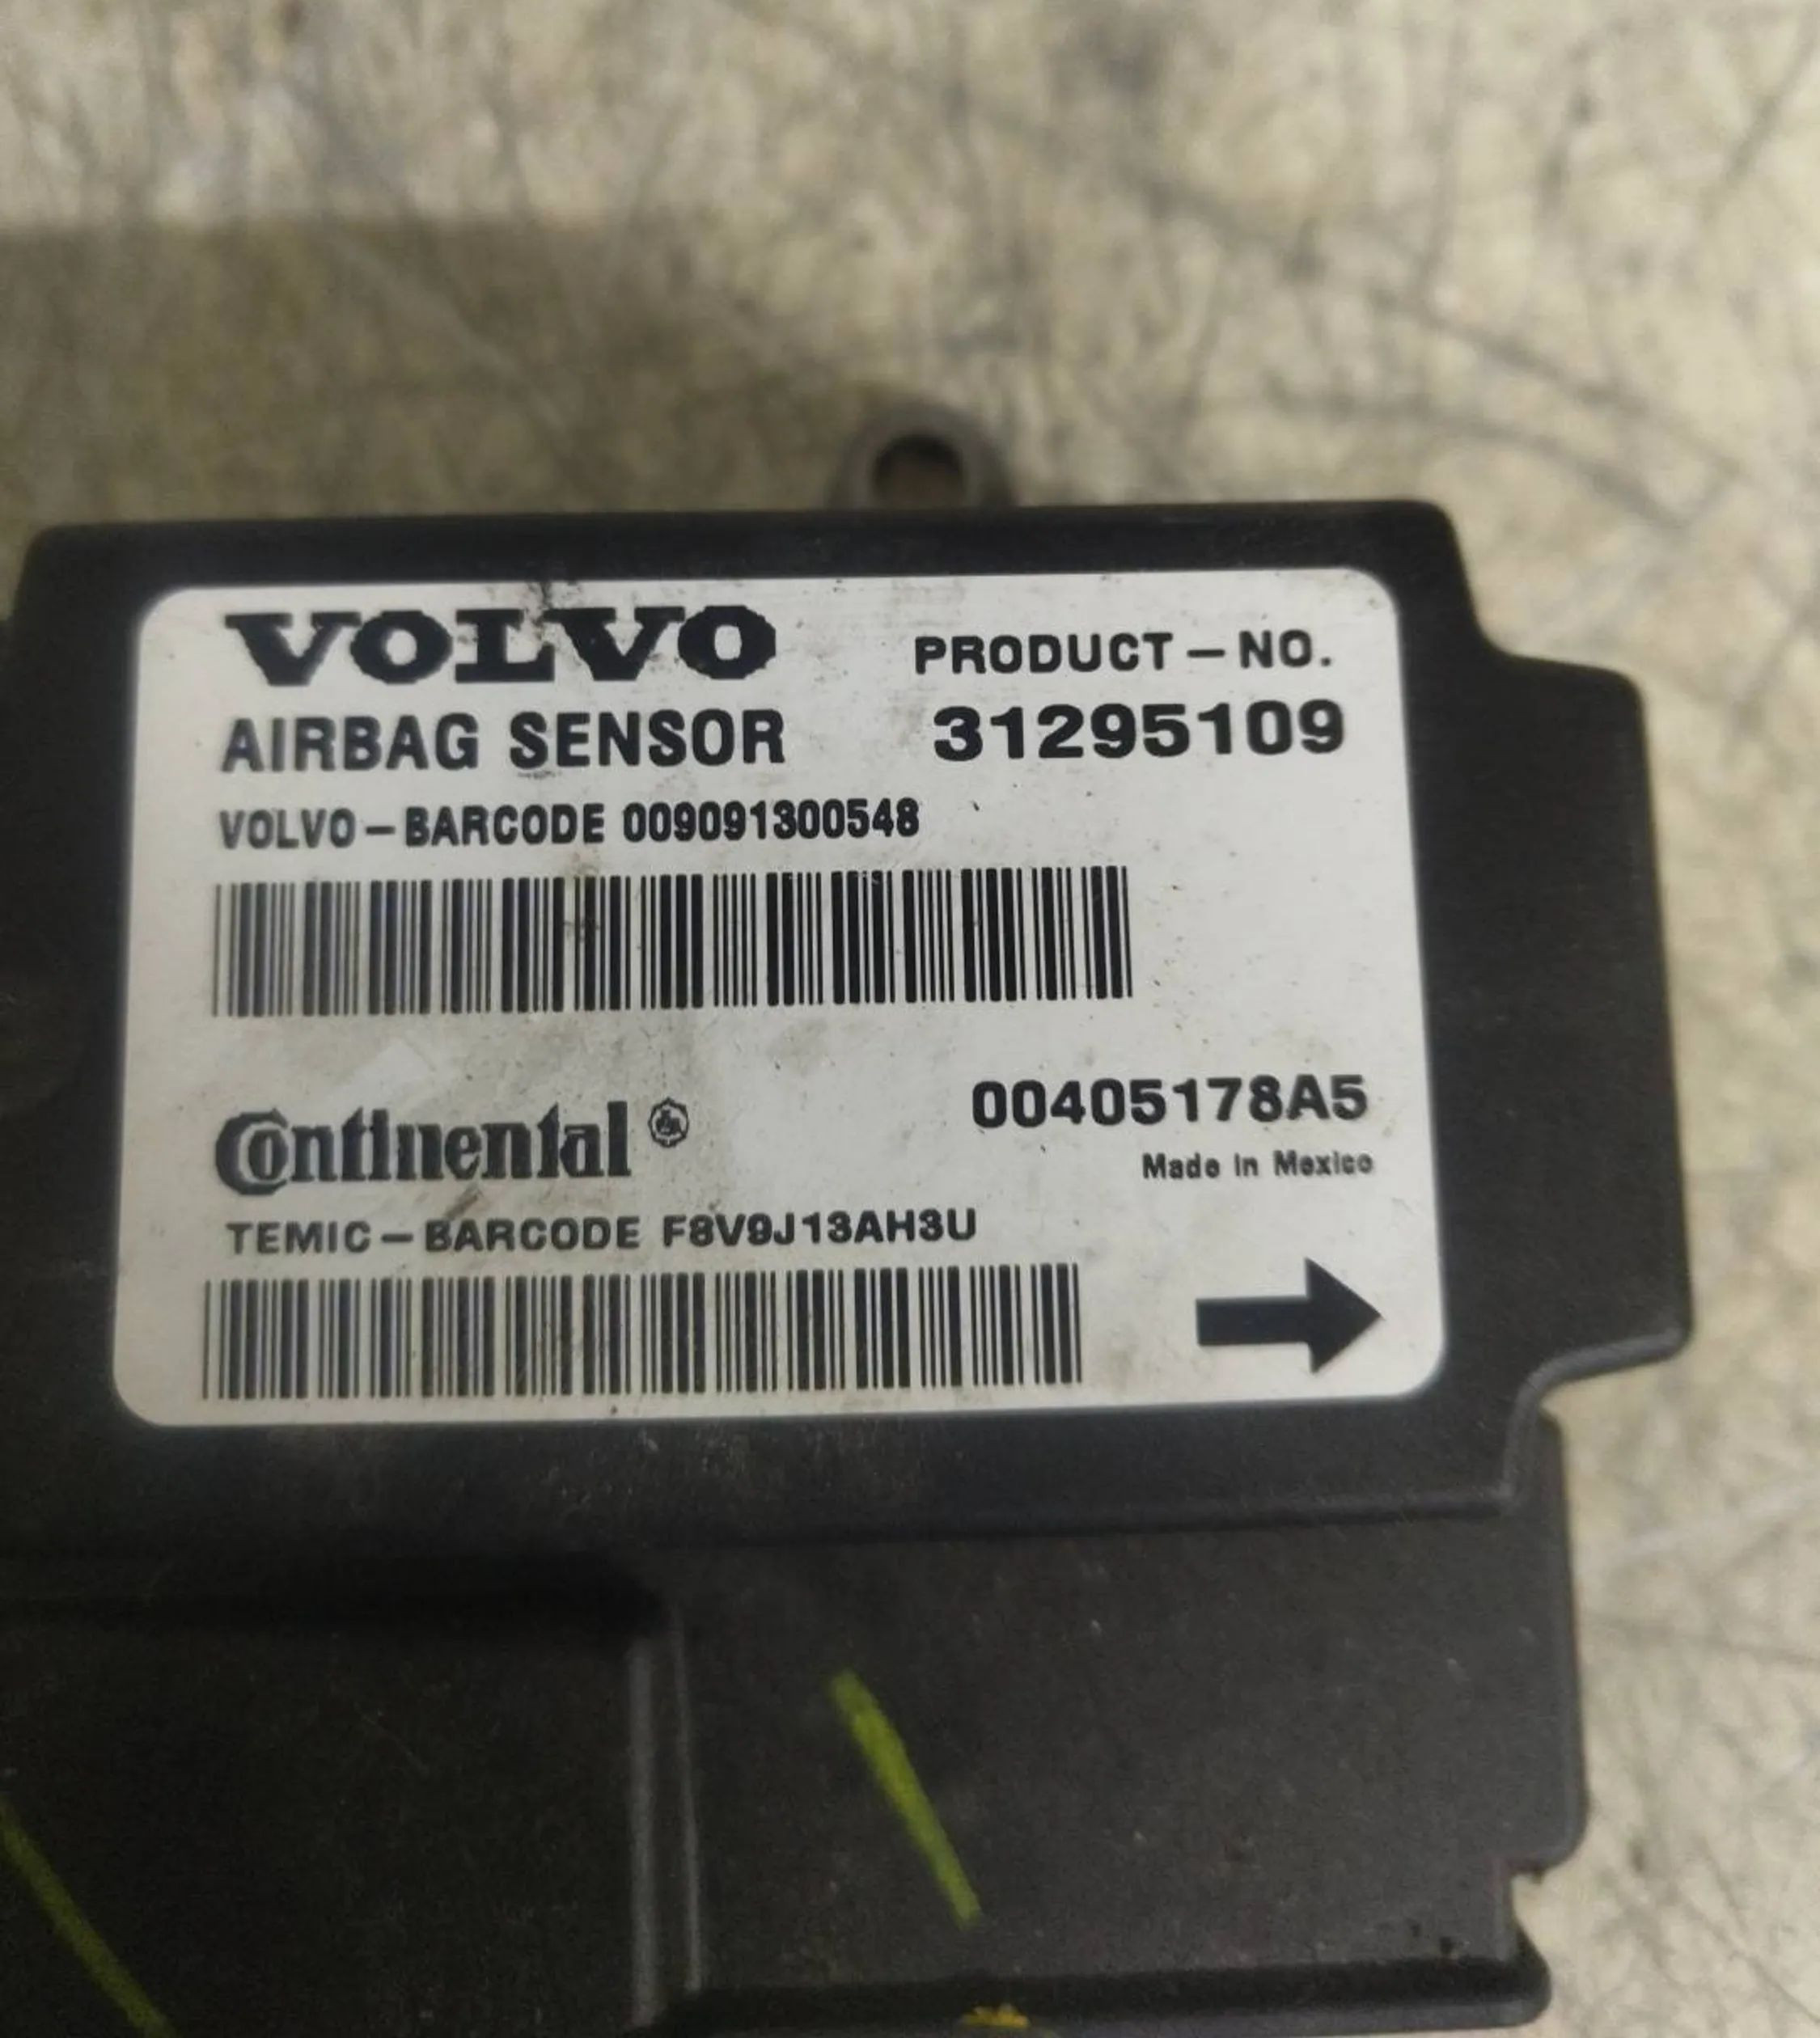 VOLVO
PRODUCT-NO.
AIRBAG SENSOR
31295109
VOLVO-BARCODE 009091300548
Continental
00405178A5
Made In Mexico
TEMIC-BARCODE F8V9J13AH3U